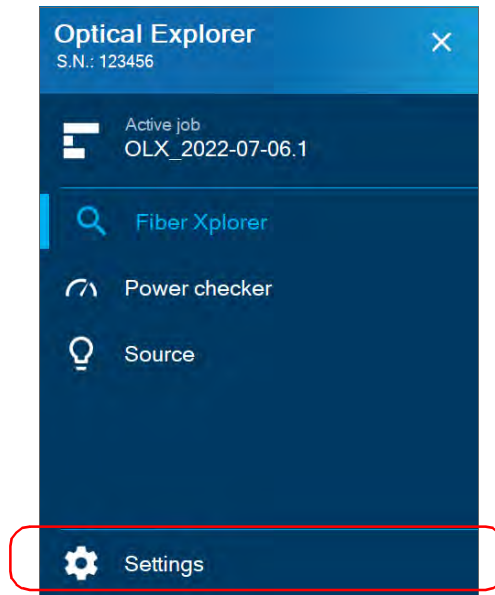 Optical Explorer
S.N.: 123456
Active job
OLX_2022-07-06.1
Fiber Xplorer
Power checker
Source
Settings